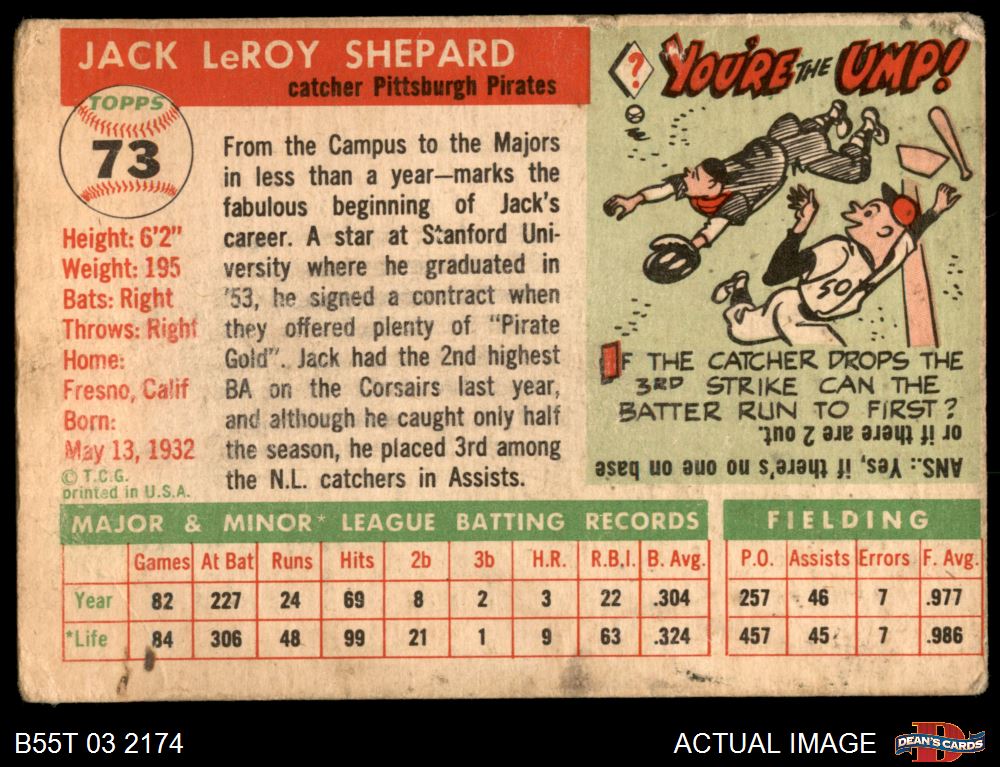 JACK LeROY SHEPARD
catcher Pittsburgh Pirates
TOPPS
73
Height: 6'2"
Weight: 195
Bats: Right
Throws: Right
Home:
Fresno, Calif
Born:
May 13, 1932
© T.C.G.
printed in U.S.A.
From the Campus to the Majors
in less than a year—marks the
fabulous beginning of Jack's
career. A star at Stanford Uni-
versity where he graduated in
'53, he signed a contract when
they offered plenty of "Pirate
Gold". Jack had the 2nd highest
BA on the Corsairs last year,
and although he caught only half
the season, he placed 3rd among
the N.L. catchers in Assists.
?
YOU'RE THE UMP!
50
IF THE CATCHER DROPS THE
3RD STRIKE CAN THE
BATTER RUN TO FIRST?
ANS.: Yes, if there's no one on base
or if there are 2 out.
MAJOR & MINOR* LEAGUE BATTING RECORDS FIELDING
Games At Bat Runs Hits 2b 3b H.R. R.B.I. B. Avg. P.O. Assists Errors F. Avg.
Year 82 227 24 69 8 2 3 22 .304 257 46 7 .977
*Life 84 306 48 99 21 1 9 63 .324 457 45 7 .986
B55T 03 2174 ACTUAL IMAGE D DEAN'S CARDS